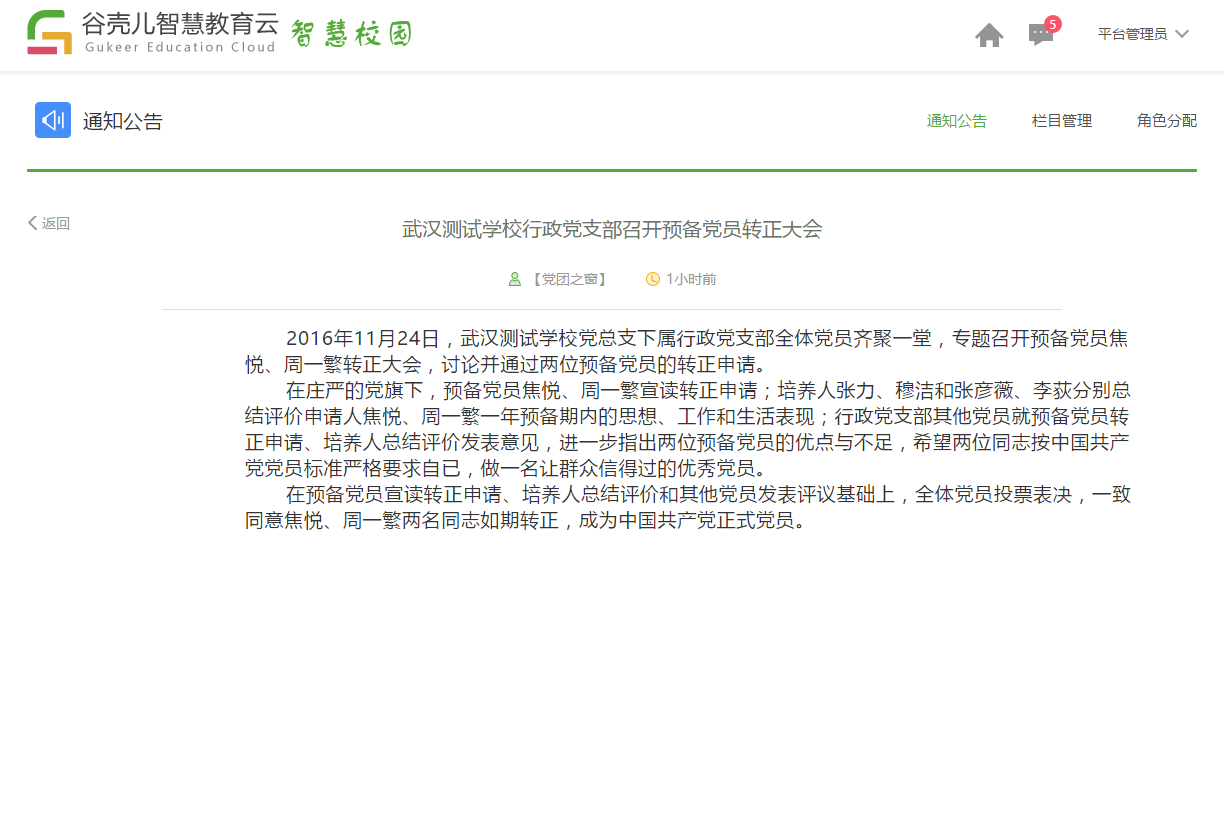 谷壳儿智慧教育云
Gukeer Education Cloud
智慧校园
5
平台管理员
通知公告
通知公告
栏目管理
角色分配
返回
武汉测试学校行政党支部召开预备党员转正大会
【党团之窗】
1小时前
2016年11月24日，武汉测试学校党总支下属行政党支部全体党员齐聚一堂，专题召开预备党员焦
悦、周一繁转正大会，讨论并通过两位预备党员的转正申请。
在庄严的党旗下，预备党员焦悦、周一繁宣读转正申请；培养人张力、穆洁和张彦薇、李荻分别总
结评价申请人焦悦、周一繁一年预备期内的思想、工作和生活表现；行政党支部其他党员就预备党员转
正申请、培养人总结评价发表意见，进一步指出两位预备党员的优点与不足，希望两位同志按中国共产
党党员标准严格要求自已，做一名让群众信得过的优秀党员。
在预备党员宣读转正申请、培养人总结评价和其他党员发表评议基础上，全体党员投票表决，一致
同意焦悦、周一繁两名同志如期转正，成为中国共产党正式党员。